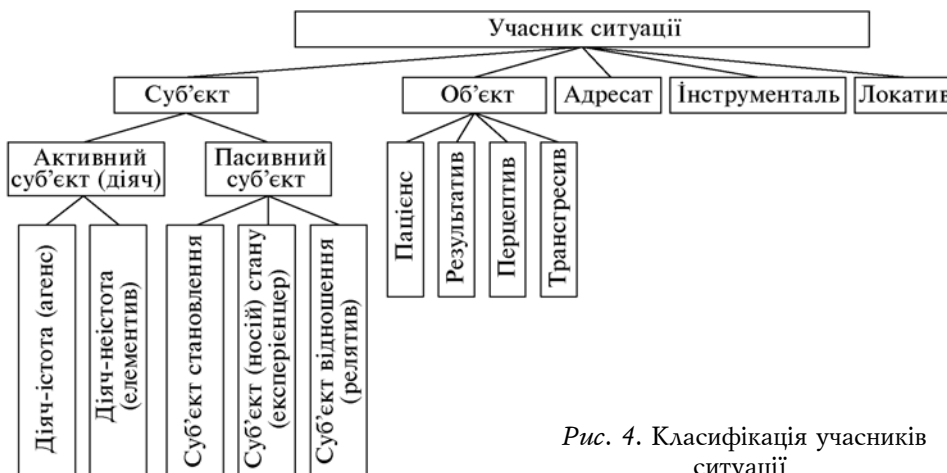 Учасник ситуації
Суб’єкт
Об’єкт
Адресат
Інструменталь
Локатив
Активний
суб’єкт (діяч)
Пасивний
суб’єкт
Діяч-істота (агенс)
Діяч-неістота
(елементив)
Суб’єкт становлення
Суб’єкт (носій) стану
(експерієнцер)
Суб’єкт відношення
(релятив)
Пацієнс
Результатив
Перцептив
Трансгресив
Рис. 4. Класифікація учасників
ситуації